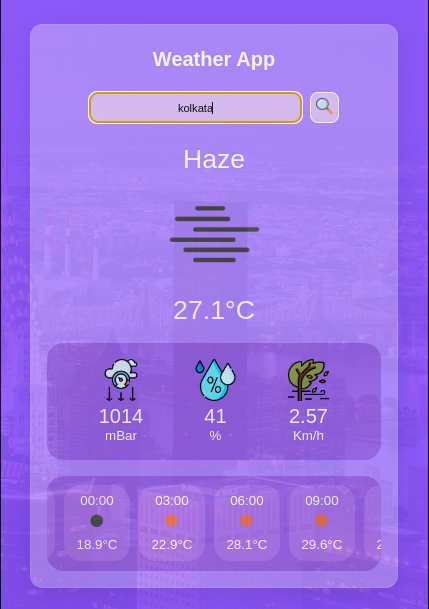 Weather App
kolkata
Haze
27.1°C
1014 41 2.57
mBar % Km/h
00:00 03:00 06:00 09:00
18.9°C 22.9°C 28.1°C 29.6°C 2